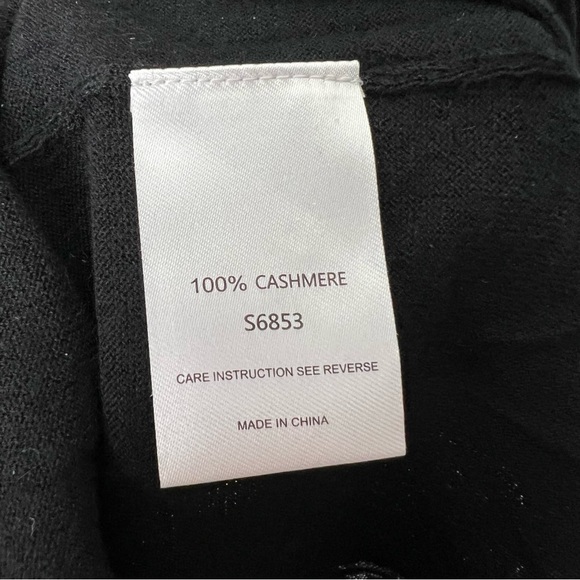 100% CASHMERE
S6853
CARE INSTRUCTION SEE REVERSE
MADE IN CHINA